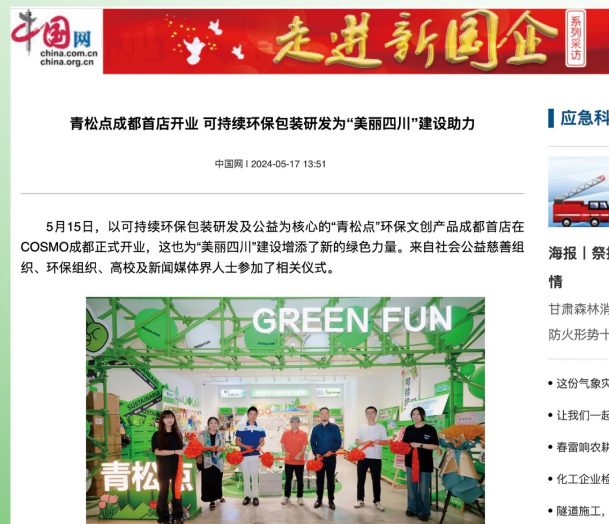 中国网
china.com.cn
china.org.cn
走进新国企
系列采访
青松点成都首店开业 可持续环保包装研发为“美丽四川”建设助力
中国网 | 2024-05-17 13:51
5月15日，以可持续环保包装研发及公益为核心的“青松点”环保文创产品成都首店在
COSMO成都正式开业，这也为“美丽四川”建设增添了新的绿色力量。来自社会公益慈善组
织、环保组织、高校及新闻媒体界人士参加了相关仪式。
GREEN FUN
青松点
应急科
海报丨祭
情
甘肃森林消
防火形势十
• 这份气象灾
• 让我们一起
• 春雷响农耕
• 化工企业检
• 隧道施工，